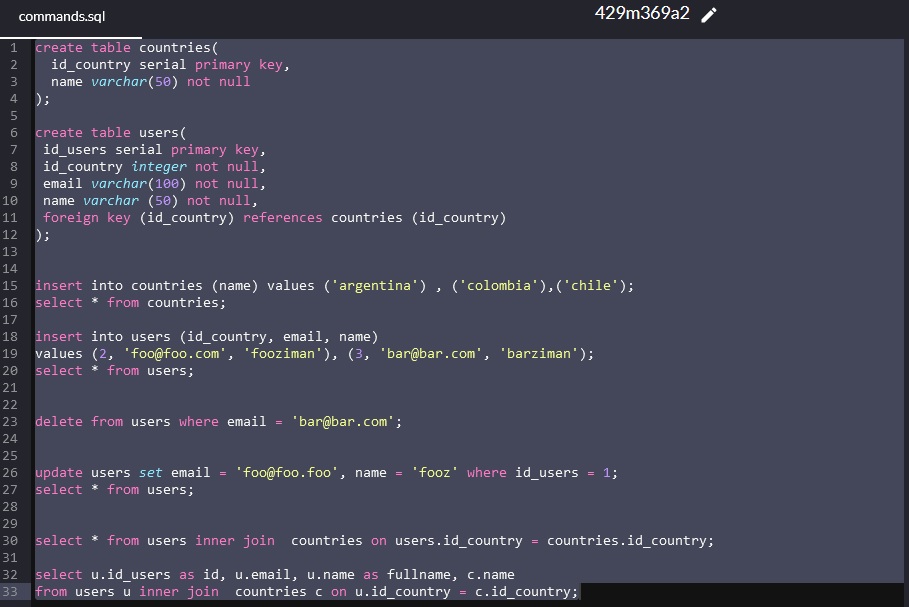 commands.sql
429m369a2
1 create table countries(
2 id_country serial primary key,
3 name varchar(50) not null
4 );
5
6 create table users(
7 id_users serial primary key,
8 id_country integer not null,
9 email varchar(100) not null,
10 name varchar (50) not null,
11 foreign key (id_country) references countries (id_country)
12 );
13
14
15 insert into countries (name) values ('argentina') , ('colombia'),('chile');
16 select * from countries;
17
18 insert into users (id_country, email, name)
19 values (2, 'foo@foo.com', 'fooziman'), (3, 'bar@bar.com', 'barziman');
20 select * from users;
21
22
23 delete from users where email = 'bar@bar.com';
24
25
26 update users set email = 'foo@foo.foo', name = 'fooz' where id_users = 1;
27 select * from users;
28
29
30 select * from users inner join  countries on users.id_country = countries.id_country;
31
32 select u.id_users as id, u.email, u.name as fullname, c.name
33 from users u inner join  countries c on u.id_country = c.id_country;